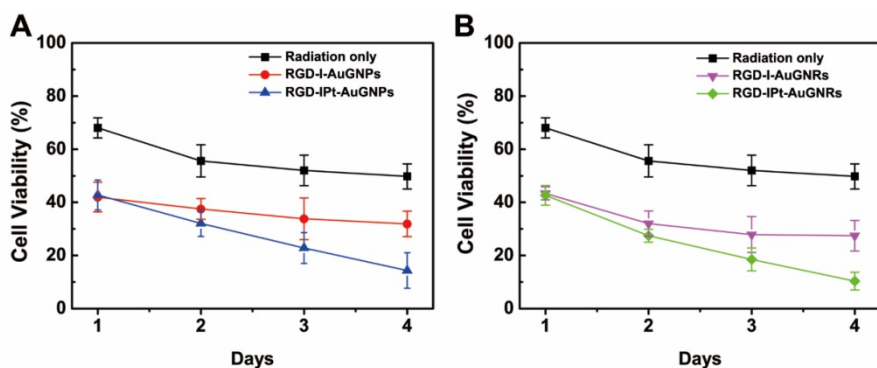 A
100
80
60
40
20
0
Cell Viability (%)
Radiation only
RGD-I-AuGNPs
RGD-IPt-AuGNPs
1 2 3 4
Days
B
100
80
60
40
20
0
Cell Viability (%)
Radiation only
RGD-I-AuGNRs
RGD-IPt-AuGNRs
1 2 3 4
Days